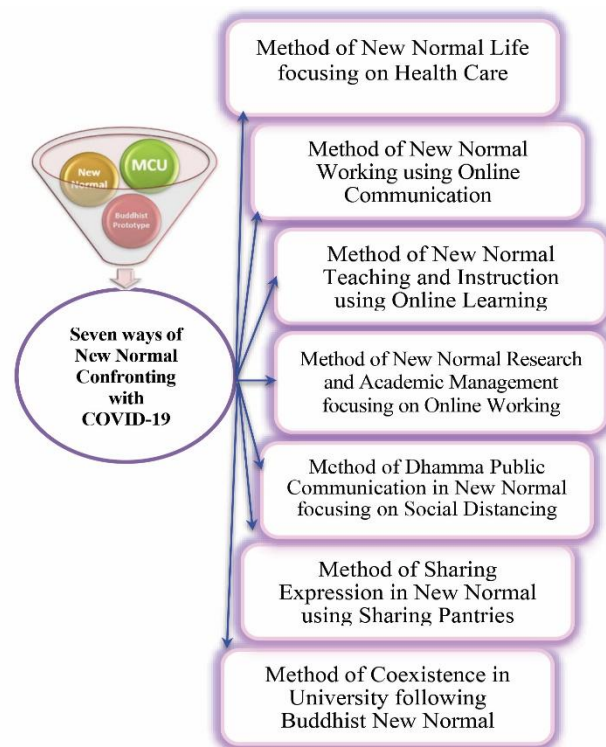 Method of New Normal Life
focusing on Health Care
New
Normal
MCU
Buddhist
Prototype
Method of New Normal
Working using Online
Communication
Method of New Normal
Teaching and Instruction
using Online Learning
Seven ways of
New Normal
Confronting
with
COVID-19
Method of New Normal Research
and Academic Management
focusing on Online Working
Method of Dhamma Public
Communication in New Normal
focusing on Social Distancing
Method of Sharing
Expression in New Normal
using Sharing Pantries
Method of Coexistence in
University following
Buddhist New Normal